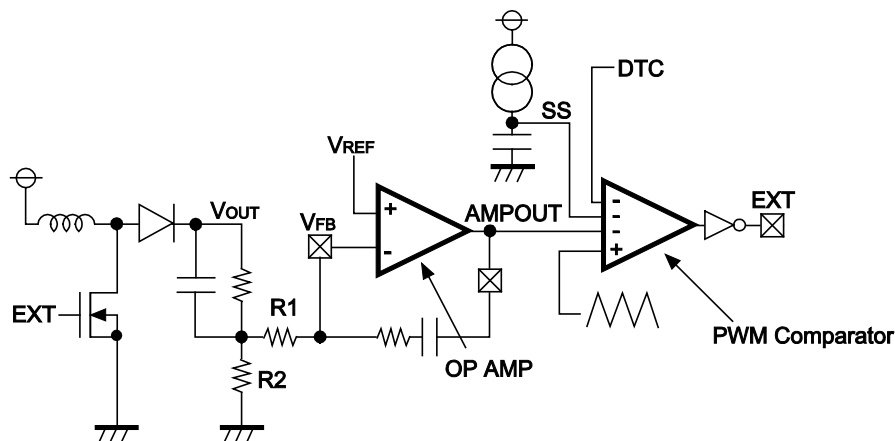 DTC
SS
VREF
EXT
VOUT
VFB
AMPOUT
+
-
-
-
-
+
EXT
R1
PWM Comparator
OP AMP
R2